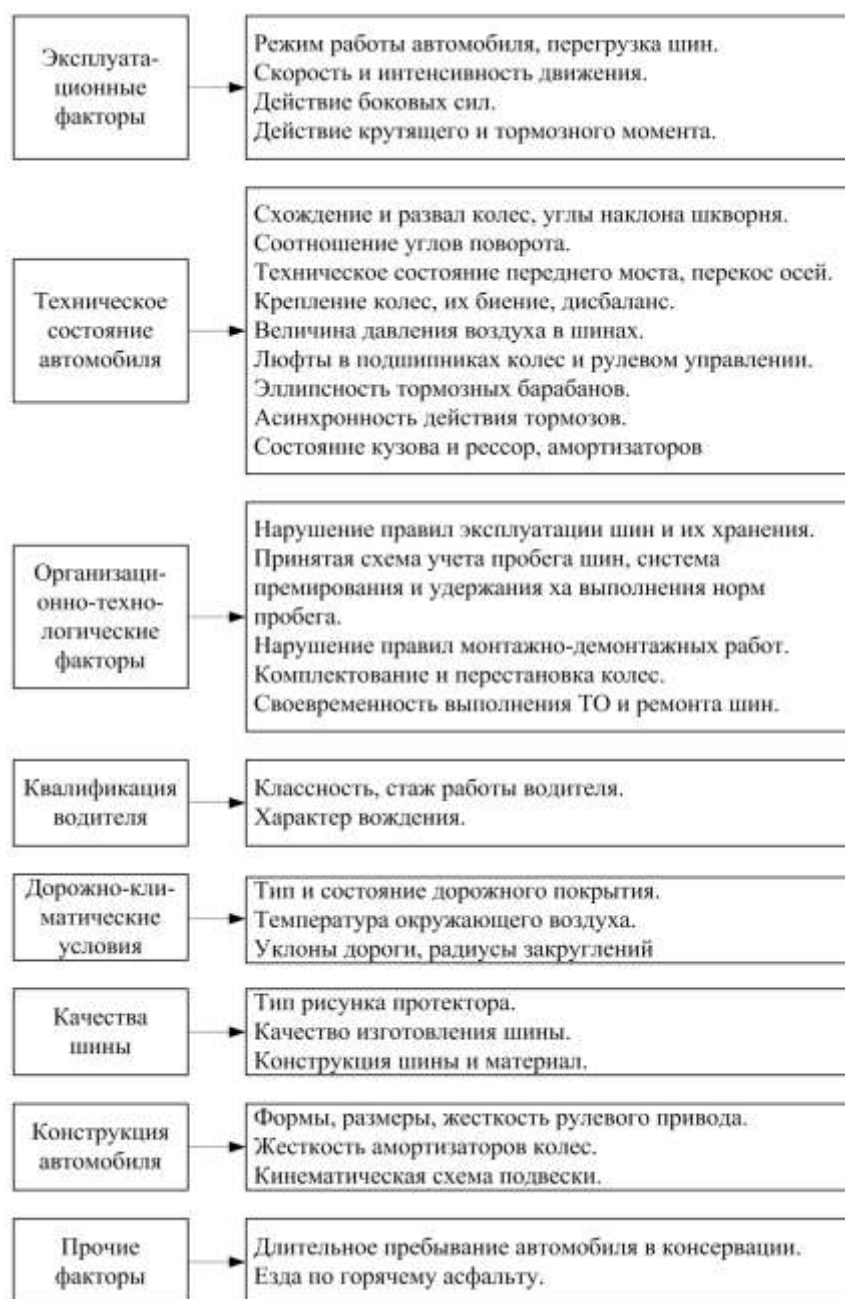 Эксплуата-
ционные
факторы
Режим работы автомобиля, перегрузка шин.
Скорость и интенсивность движения.
Действие боковых сил.
Действие крутящего и тормозного момента.
Техническое
состояние
автомобиля
Схождение и развал колес, углы наклона шкворня.
Соотношение углов поворота.
Техническое состояние переднего моста, перекос осей.
Крепление колес, их биение, дисбаланс.
Величина давления воздуха в шинах.
Люфты в подшипниках колес и рулевом управлении.
Эллипсность тормозных барабанов.
Асинхронность действия тормозов.
Состояние кузова и рессор, амортизаторов
Организаци-
онно-техно-
логические
факторы
Нарушение правил эксплуатации шин и их хранения.
Принятая схема учета пробега шин, система
премирования и удержания ха выполнения норм
пробега.
Нарушение правил монтажно-демонтажных работ.
Комплектование и перестановка колес.
Своевременность выполнения ТО и ремонта шин.
Квалификация
водителя
Классность, стаж работы водителя.
Характер вождения.
Дорожно-кли-
матические
условия
Тип и состояние дорожного покрытия.
Температура окружающего воздуха.
Уклоны дороги, радиусы закруглений
Качества
шины
Тип рисунка протектора.
Качество изготовления шины.
Конструкция шины и материал.
Конструкция
автомобиля
Формы, размеры, жесткость рулевого привода.
Жесткость амортизаторов колес.
Кинематическая схема подвески.
Прочие
факторы
Длительное пребывание автомобиля в консервации.
Езда по горячему асфальту.